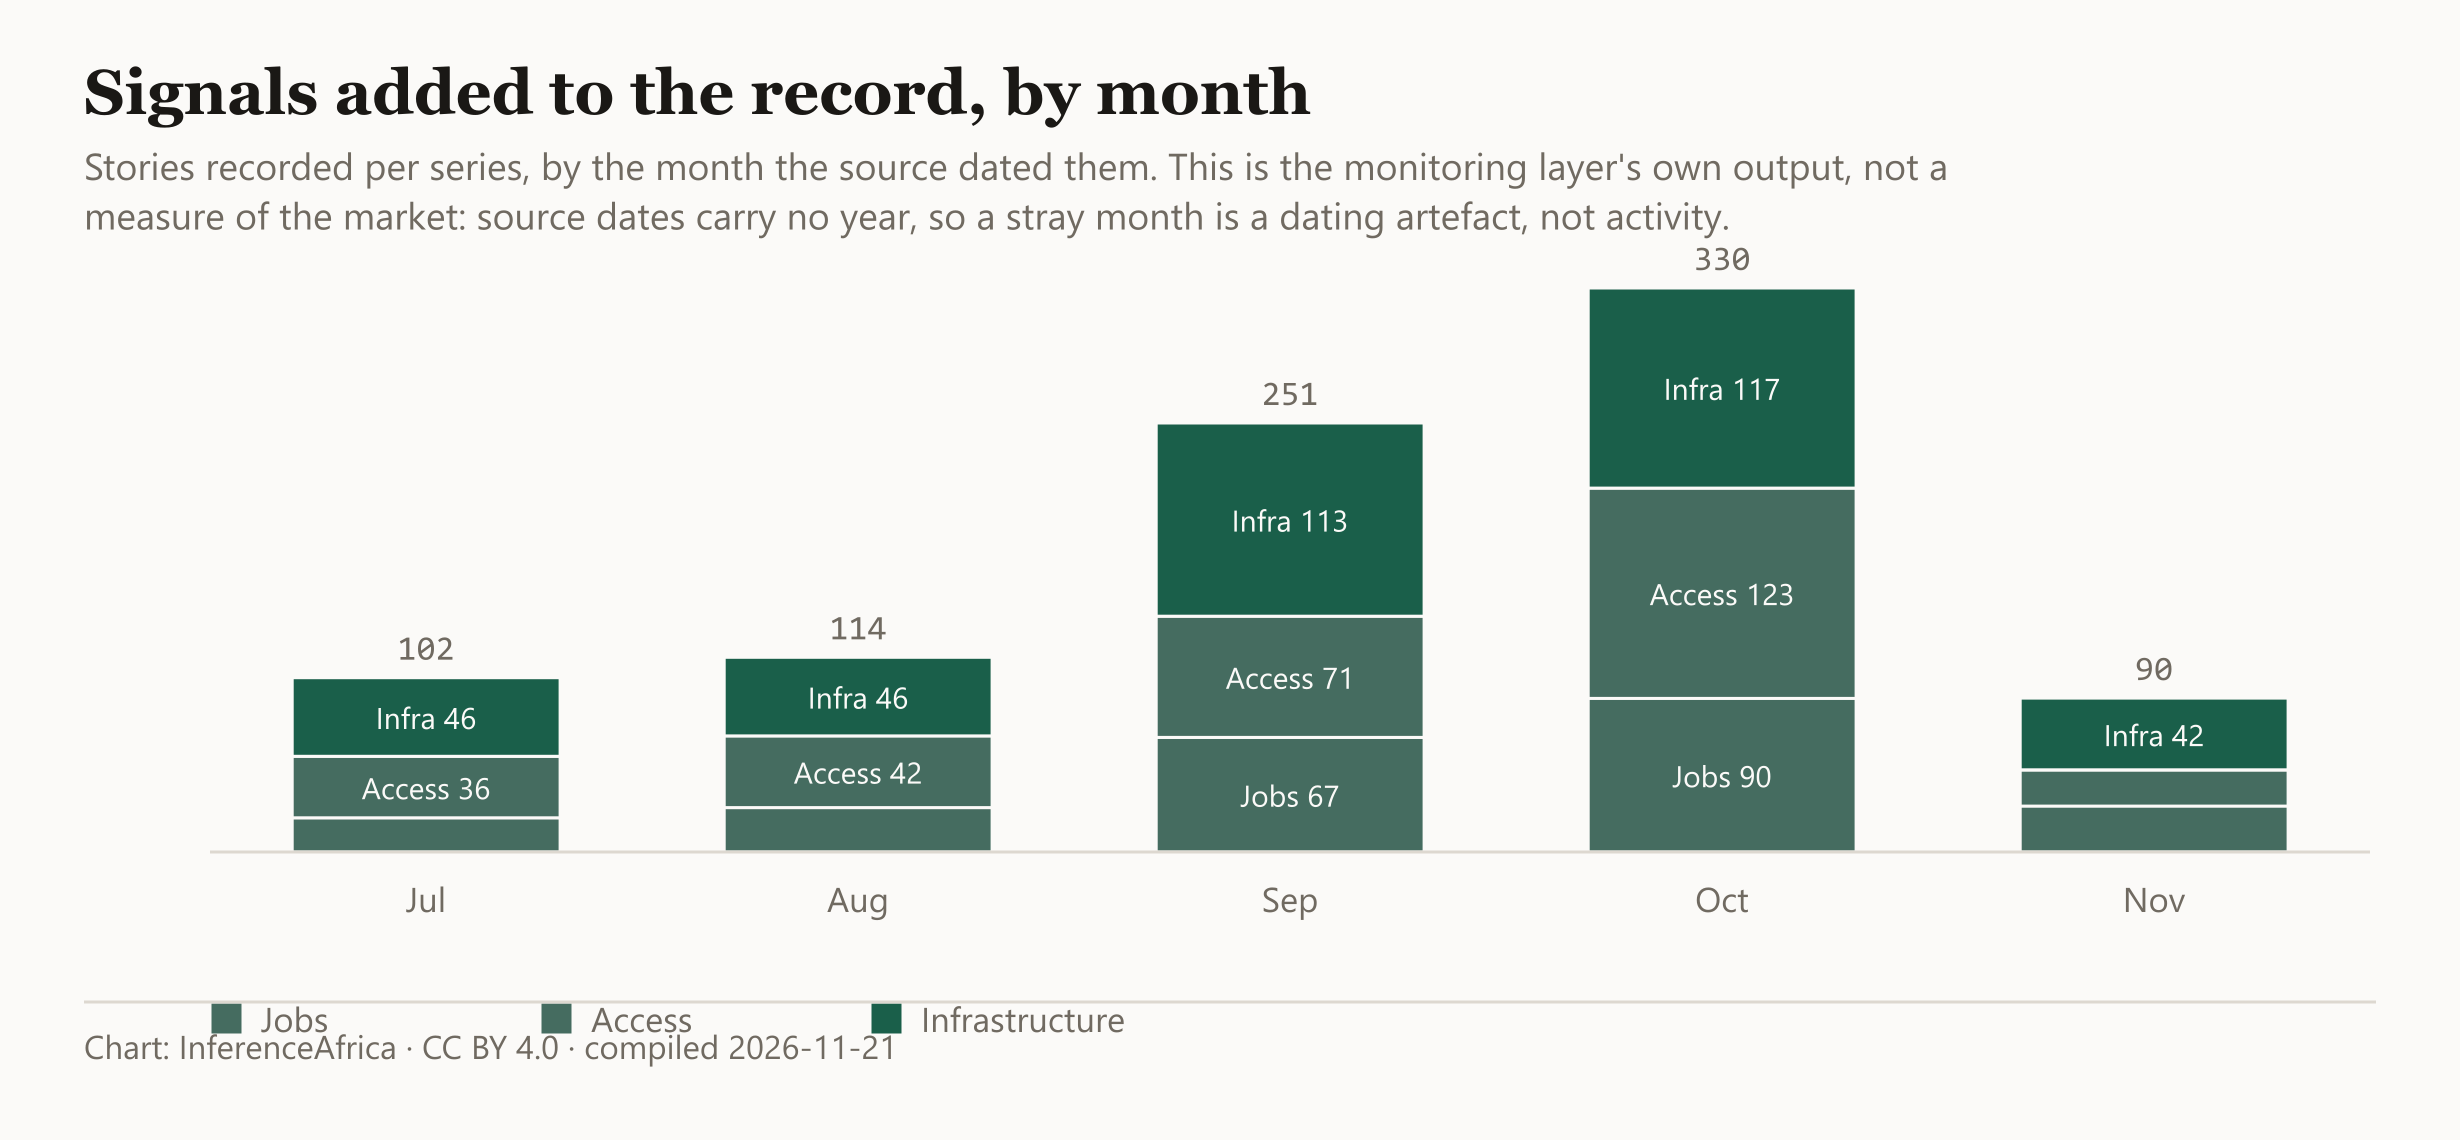 Signals added to the record, by month
Stories recorded per series, by the month the source dated them. This is the monitoring layer's own output, not a
measure of the market: source dates carry no year, so a stray month is a dating artefact, not activity.
330
Infra 117
251
Infra 113
Access 123
102
114
90
Infra 46
Infra 46
Access 71
Infra 42
Access 36
Access 42
Jobs 67
Jobs 90
Jul
Aug
Sep
Oct
Nov
Jobs
Access
Infrastructure
Chart: InferenceAfrica · CC BY 4.0 · compiled 2026-11-21